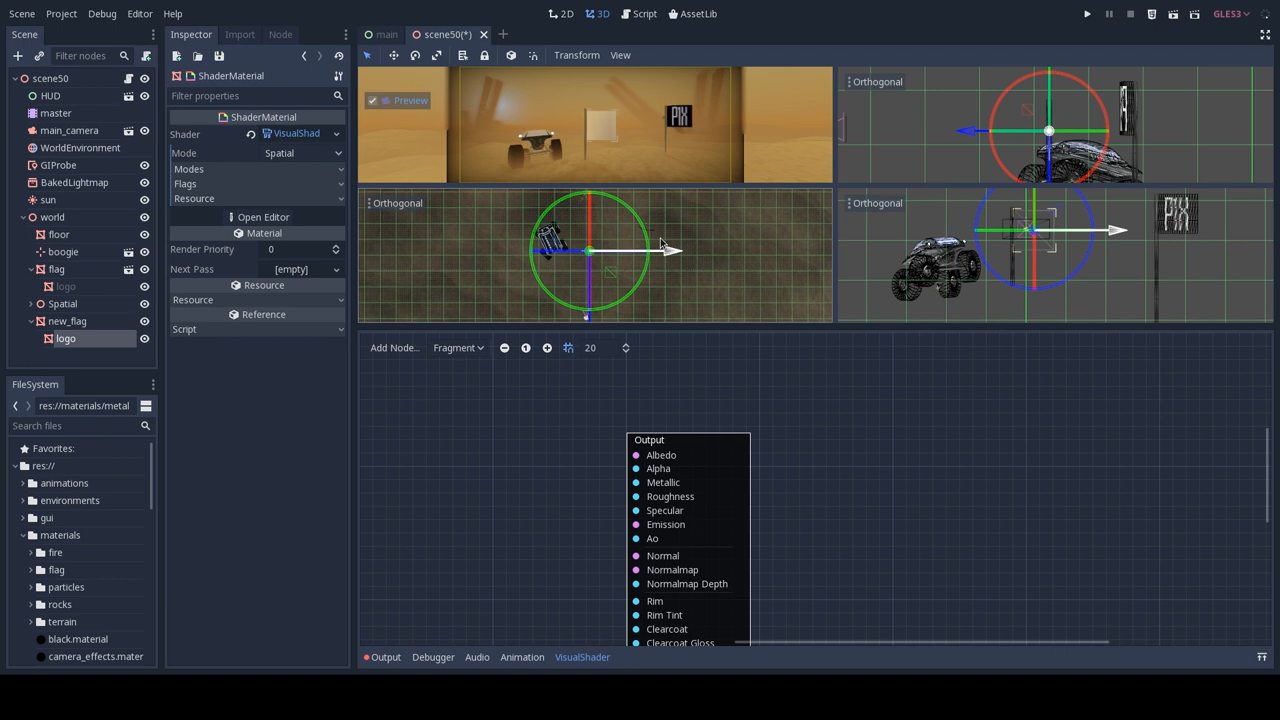 Scene Project Debug Editor Help
2D 3D Script AssetLib
GLES3
Scene
Inspector Import Node
main scene50(*)
Filter nodes
ShaderMaterial
Transform View
scene50
HUD
master
main_camera
WorldEnvironment
GIProbe
BakedLightmap
sun
world
floor
boogie
flag
logo
Spatial
new_flag
logo
Filter properties
ShaderMaterial
Shader VisualShad
Mode Spatial
Modes
Flags
Resource
Open Editor
Material
Render Priority 0
Next Pass [empty]
Resource
Resource
Reference
Script
Preview
PIX
Orthogonal
Orthogonal
Orthogonal
PIX
FileSystem
res://materials/metal
Filter files
Favorites:
res://
animations
environments
gui
materials
fire
flag
particles
rocks
terrain
black.material
camera_effects.mater
Add Node... Fragment 20
Output
Albedo
Alpha
Metallic
Roughness
Specular
Emission
Ao
Normal
Normalmap
Normalmap Depth
Rim
Rim Tint
Clearcoat
Clearcoat Gloss
Output Debugger Audio Animation VisualShader